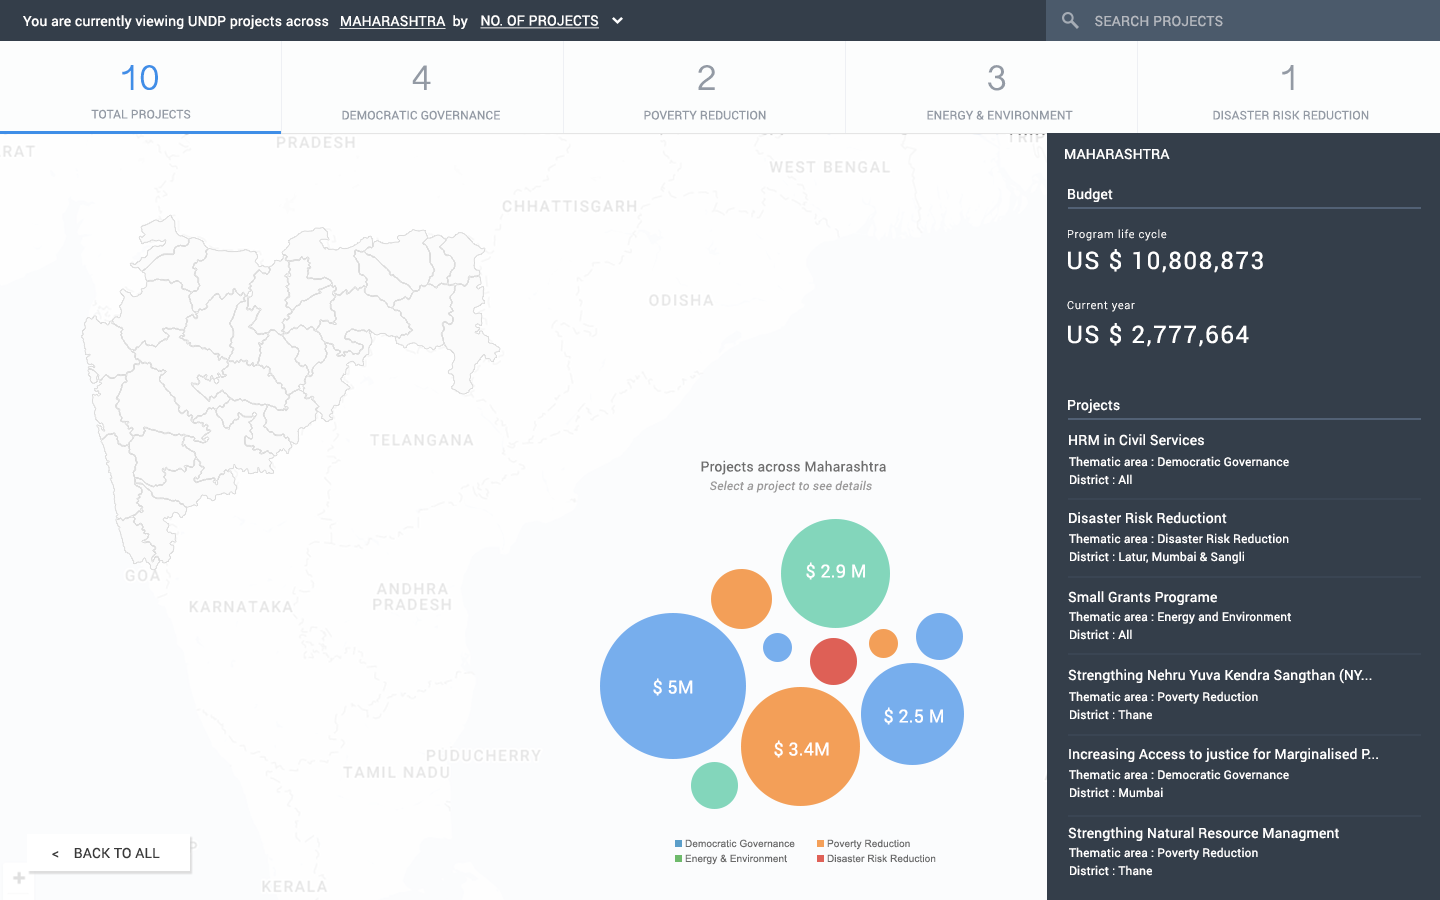 You are currently viewing UNDP projects across MAHARASHTRA by NO. OF PROJECTS
SEARCH PROJECTS
10
TOTAL PROJECTS
4
DEMOCRATIC GOVERNANCE
2
POVERTY REDUCTION
3
ENERGY & ENVIRONMENT
1
DISASTER RISK REDUCTION
RAT
PRADESH
WEST BENGAL
CHHATTISGARH
ODISHA
TELANGANA
GOA
KARNATAKA
ANDHRA
PRADESH
PUDUCHERRY
TAMIL NADU
KERALA
Projects across Maharashtra
Select a project to see details
$ 2.9 M
$ 5M
$ 2.5 M
$ 3.4M
Democratic Governance
Poverty Reduction
Energy & Environment
Disaster Risk Reduction
< BACK TO ALL
+
MAHARASHTRA
Budget
Program life cycle
US $ 10,808,873
Current year
US $ 2,777,664
Projects
HRM in Civil Services
Thematic area : Democratic Governance
District : All
Disaster Risk Reductiont
Thematic area : Disaster Risk Reduction
District : Latur, Mumbai & Sangli
Small Grants Programe
Thematic area : Energy and Environment
District : All
Strengthing Nehru Yuva Kendra Sangthan (NY...
Thematic area : Poverty Reduction
District : Thane
Increasing Access to justice for Marginalised P...
Thematic area : Democratic Governance
District : Mumbai
Strengthing Natural Resource Managment
Thematic area : Poverty Reduction
District : Thane